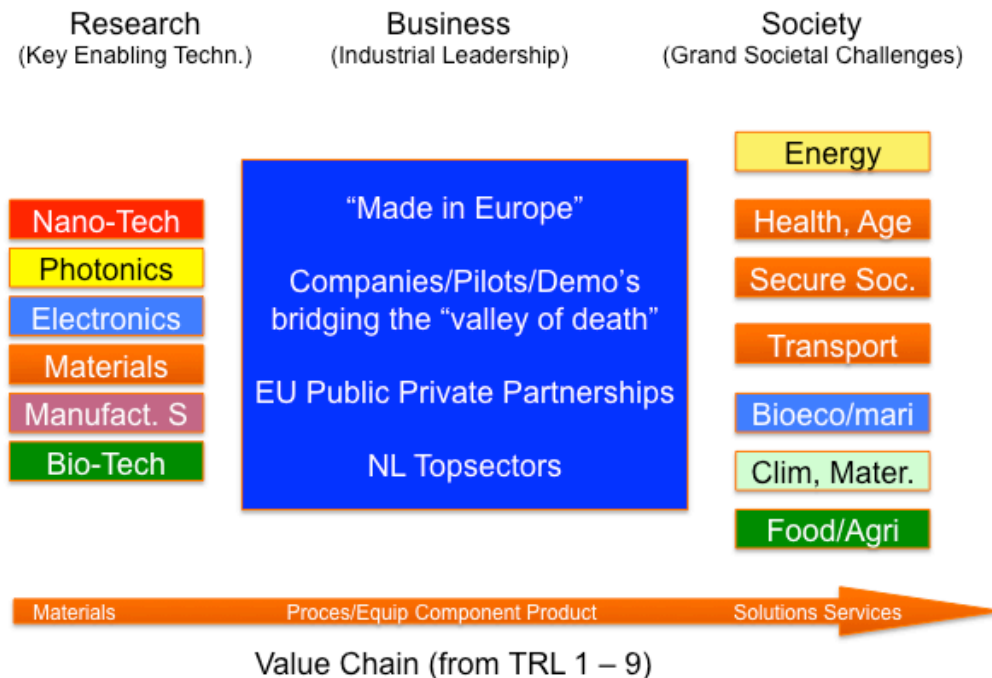 Research
(Key Enabling Techn.)
Business
(Industrial Leadership)
Society
(Grand Societal Challenges)
Nano-Tech
Photonics
Electronics
Materials
Manufact. S
Bio-Tech
“Made in Europe”
Companies/Pilots/Demo’s
bridging the “valley of death”
EU Public Private Partnerships
NL Topsectors
Energy
Health, Age
Secure Soc.
Transport
Bioeco/mari
Clim, Mater.
Food/Agri
Materials
Proces/Equip Component Product
Solutions Services
Value Chain (from TRL 1 – 9)